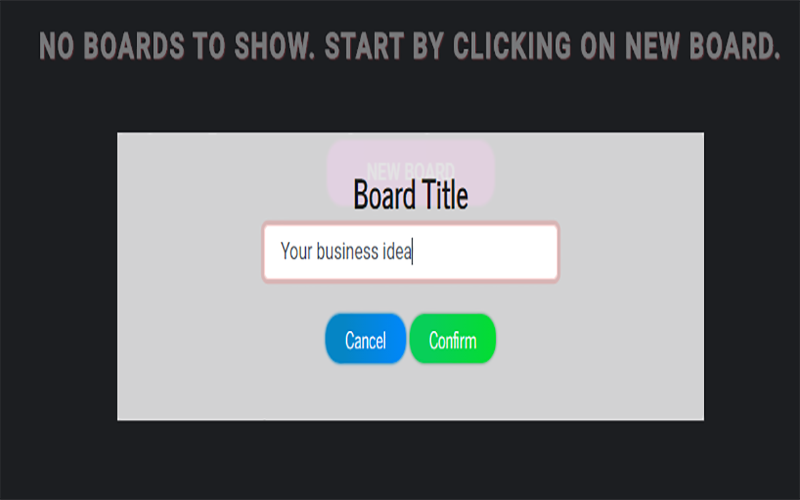 NO BOARDS TO SHOW. START BY CLICKING ON NEW BOARD.
NEW BOARD
Board Title
Your business idea
Cancel Confirm